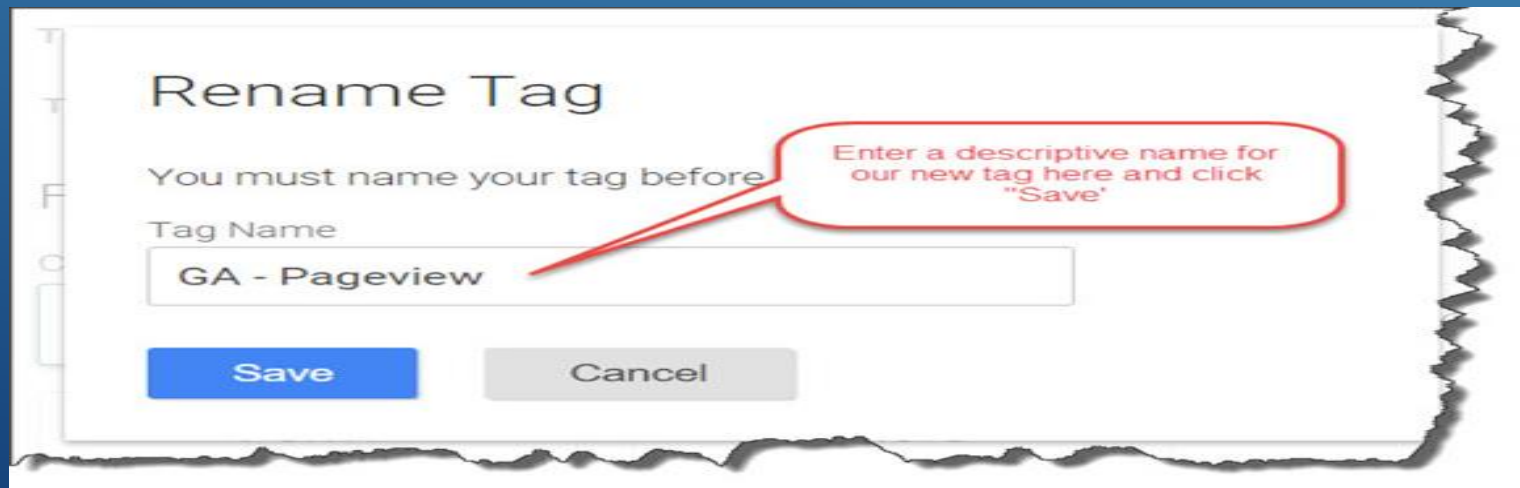 Rename Tag
You must name your tag before
Enter a descriptive name for
our new tag here and click
"Save'
Tag Name
GA - Pageview
Save
Cancel